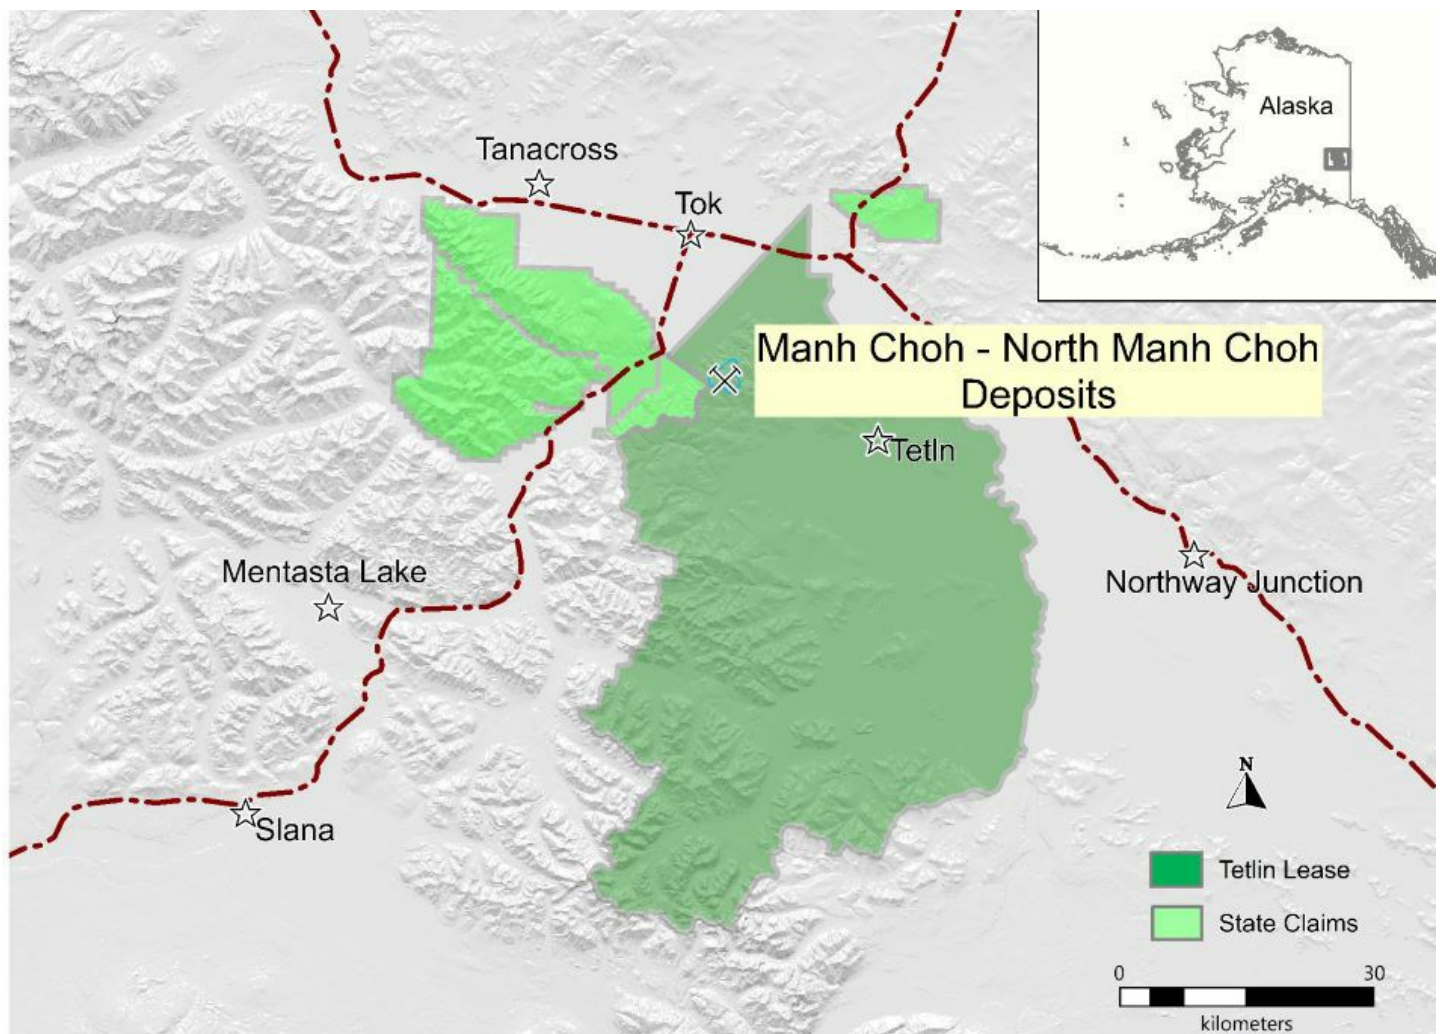 Alaska
Tanacross
Tok
Manh Choh - North Manh Choh
Deposits
Tetln
Mentasta Lake
Northway Junction
Slana
N
Tetlin Lease
State Claims
0 30
kilometers